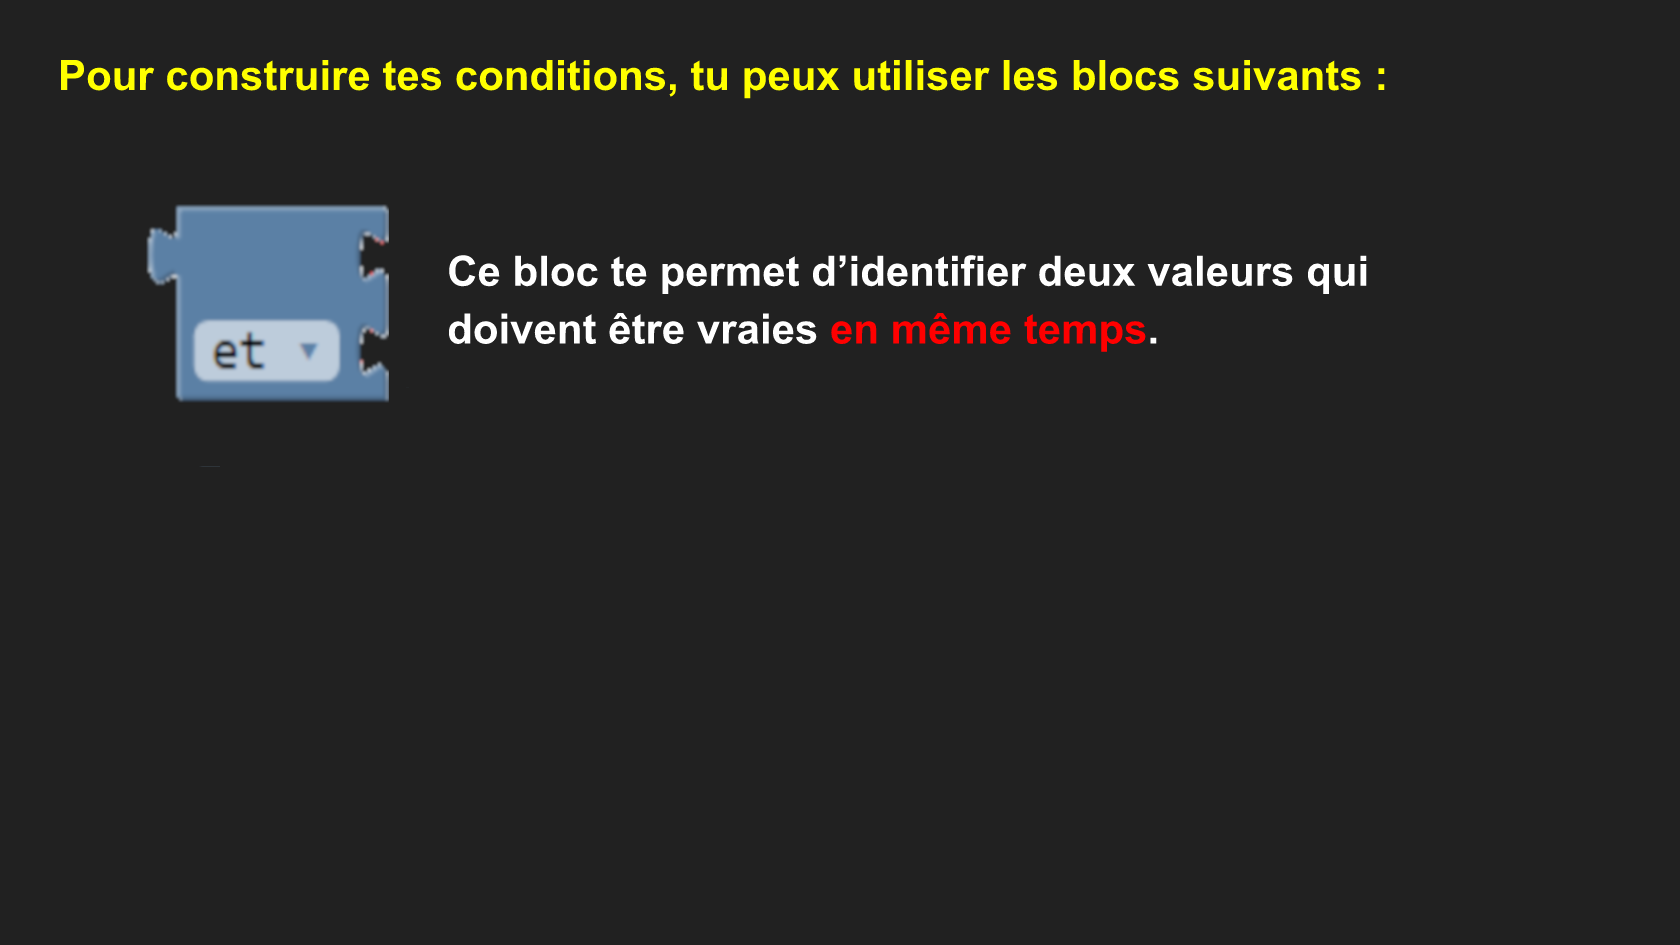 Pour construire tes conditions, tu peux utiliser les blocs suivants :
et
Ce bloc te permet d’identifier deux valeurs qui
doivent être vraies en même temps.